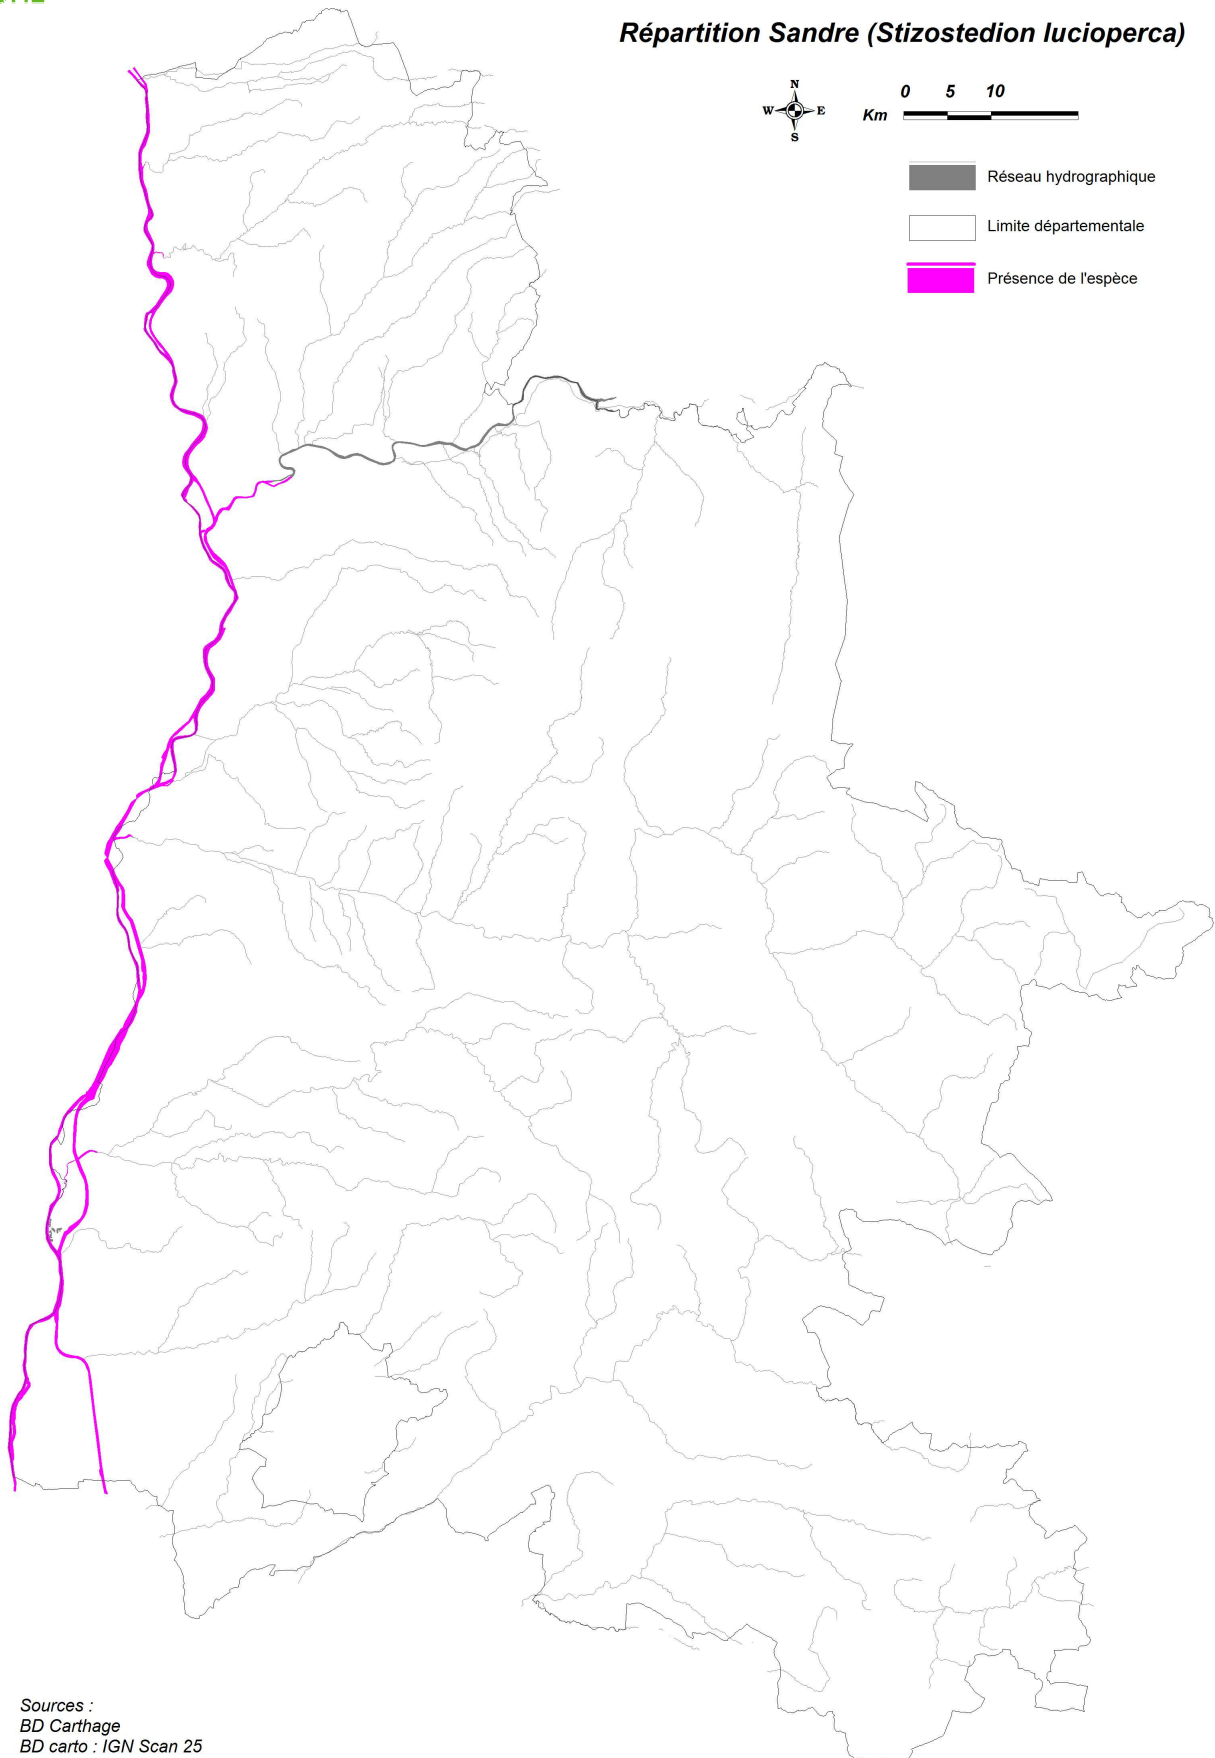 Répartition Sandre (Stizostedion lucioperca)
N
W E
S
Km 0 5 10
Réseau hydrographique
Limite départementale
Présence de l'espèce
Sources :
BD Carthage
BD carto : IGN Scan 25